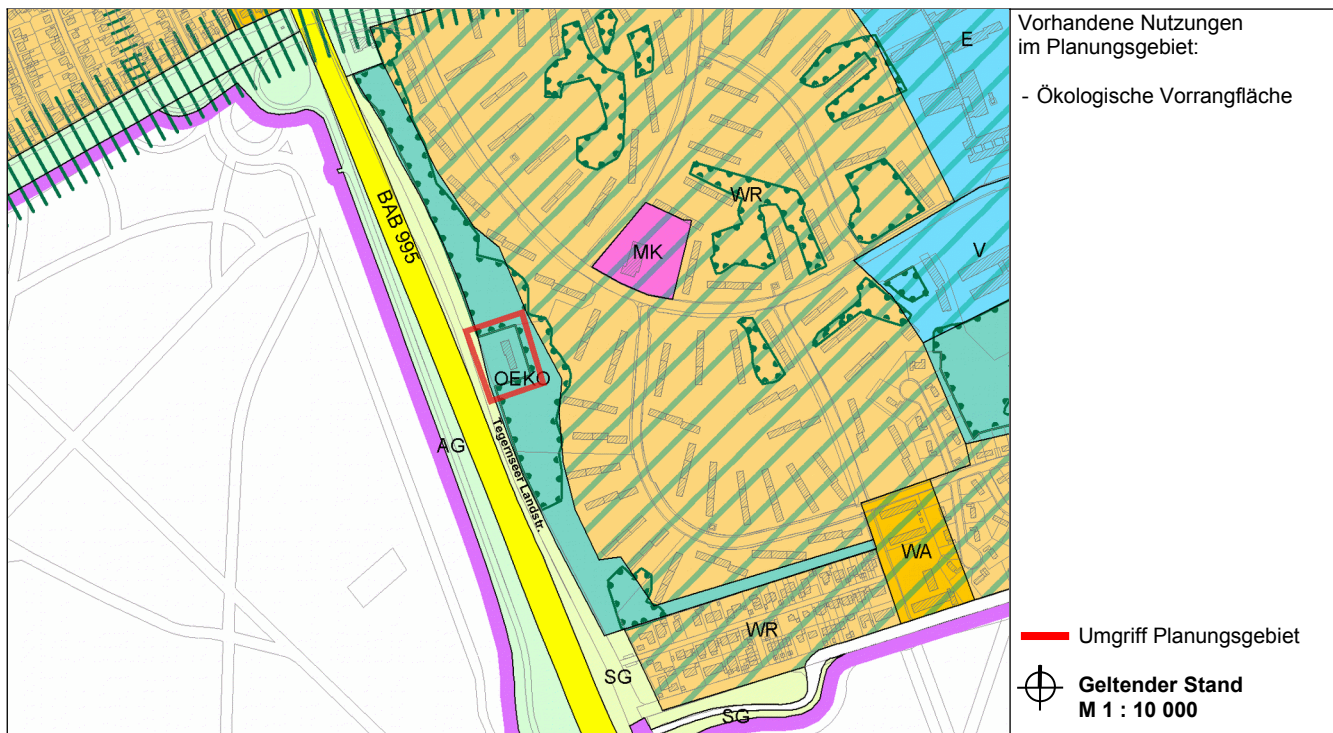 Vorhandene Nutzungen
im Planungsgebiet:
- Ökologische Vorrangfläche
E
BAB 995
WR
MK
V
OEKO
AG
Tegernseer Landstr.
WA
WR
SG
SG
Umgriff Planungsgebiet
Geltender Stand
M 1 : 10 000